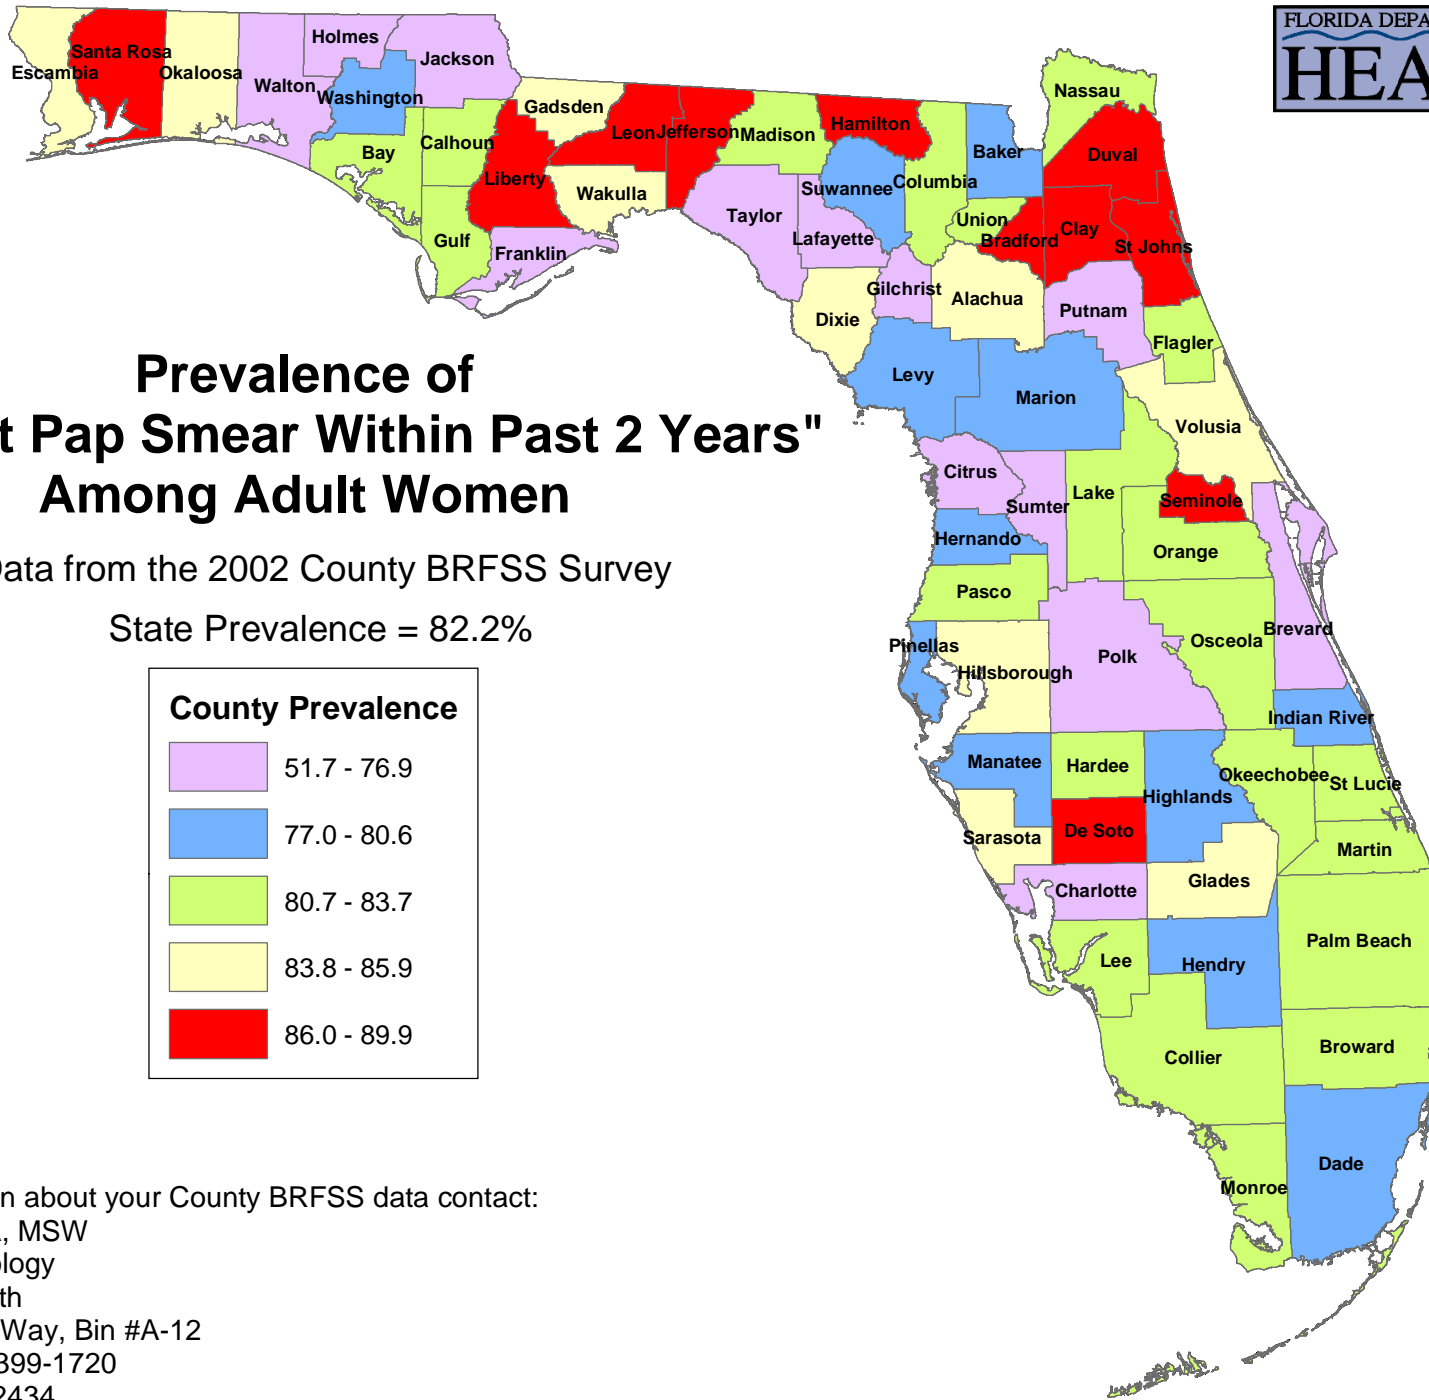 FLORIDA DEPA
HEA
Prevalence of
t Pap Smear Within Past 2 Years"
Among Adult Women
Data from the 2002 County BRFSS Survey
State Prevalence = 82.2%
County Prevalence
51.7 - 76.9
77.0 - 80.6
80.7 - 83.7
83.8 - 85.9
86.0 - 89.9
Escambia
Santa Rosa
Okaloosa
Walton
Holmes
Washington
Jackson
Bay
Calhoun
Gulf
Gadsden
Liberty
Franklin
Leon
Wakulla
Jefferson
Madison
Taylor
Hamilton
Suwannee
Lafayette
Columbia
Dixie
Gilchrist
Baker
Union
Bradford
Alachua
Nassau
Duval
Clay
St Johns
Putnam
Flagler
Levy
Marion
Volusia
Citrus
Sumter
Lake
Seminole
Hernando
Orange
Pasco
Pinellas
Hillsborough
Polk
Osceola
Brevard
Indian River
Manatee
Hardee
Highlands
Okeechobee
St Lucie
Sarasota
De Soto
Martin
Charlotte
Glades
Lee
Hendry
Palm Beach
Collier
Broward
Monroe
Dade
n about your County BRFSS data contact:
, MSW
ology
th
Way, Bin #A-12
399-1720
2434